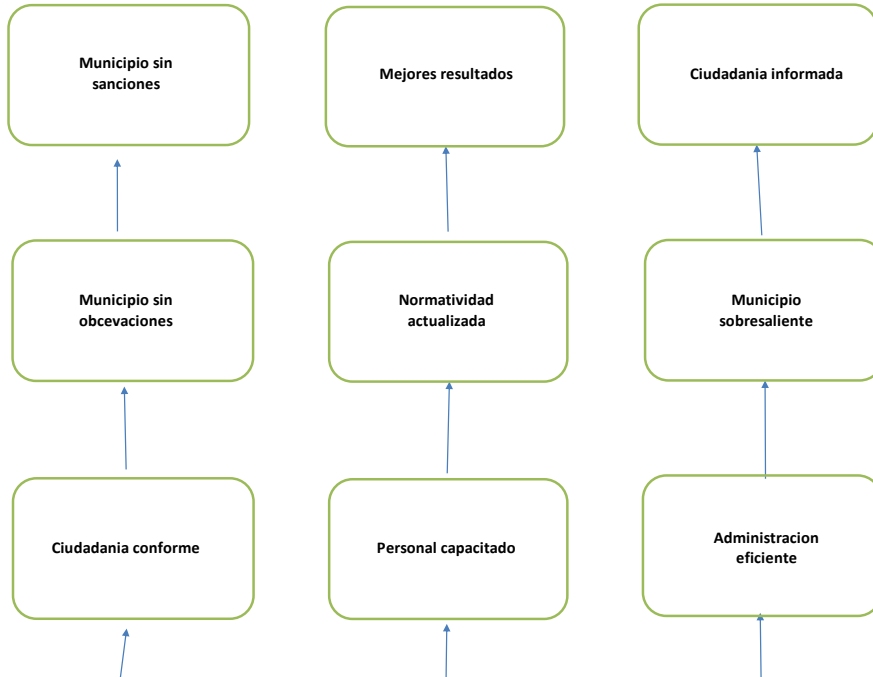 Municipio sin
sanciones
Mejores resultados
Ciudadania informada
Municipio sin
obcevaciones
Normatividad
actualizada
Municipio
sobresaliente
Ciudadania conforme
Personal capacitado
Administracion
eficiente